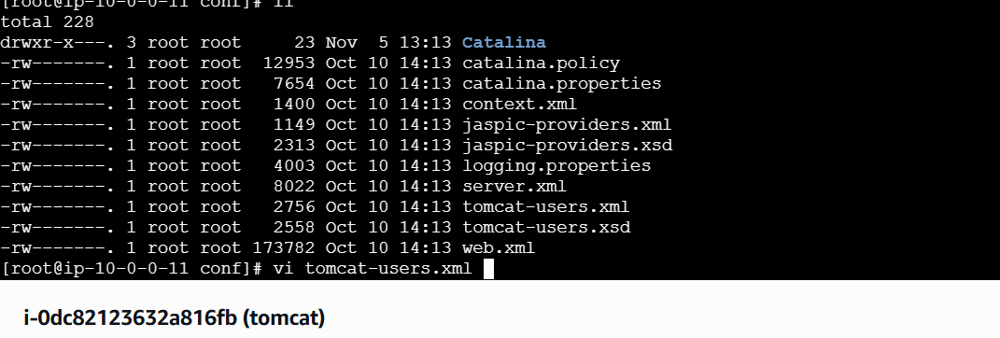 [root@ip-10-0-0-11 conf]# ll
total 228
drwxr-x---. 3 root root     23 Nov  5 13:13 Catalina
-rw-------. 1 root root  12953 Oct 10 14:13 catalina.policy
-rw-------. 1 root root   7654 Oct 10 14:13 catalina.properties
-rw-------. 1 root root   1400 Oct 10 14:13 context.xml
-rw-------. 1 root root   1149 Oct 10 14:13 jaspic-providers.xml
-rw-------. 1 root root   2313 Oct 10 14:13 jaspic-providers.xsd
-rw-------. 1 root root   4003 Oct 10 14:13 logging.properties
-rw-------. 1 root root   8022 Oct 10 14:13 server.xml
-rw-------. 1 root root   2756 Oct 10 14:13 tomcat-users.xml
-rw-------. 1 root root   2558 Oct 10 14:13 tomcat-users.xsd
-rw-------. 1 root root 173782 Oct 10 14:13 web.xml
[root@ip-10-0-0-11 conf]# vi tomcat-users.xml
i-0dc82123632a816fb (tomcat)